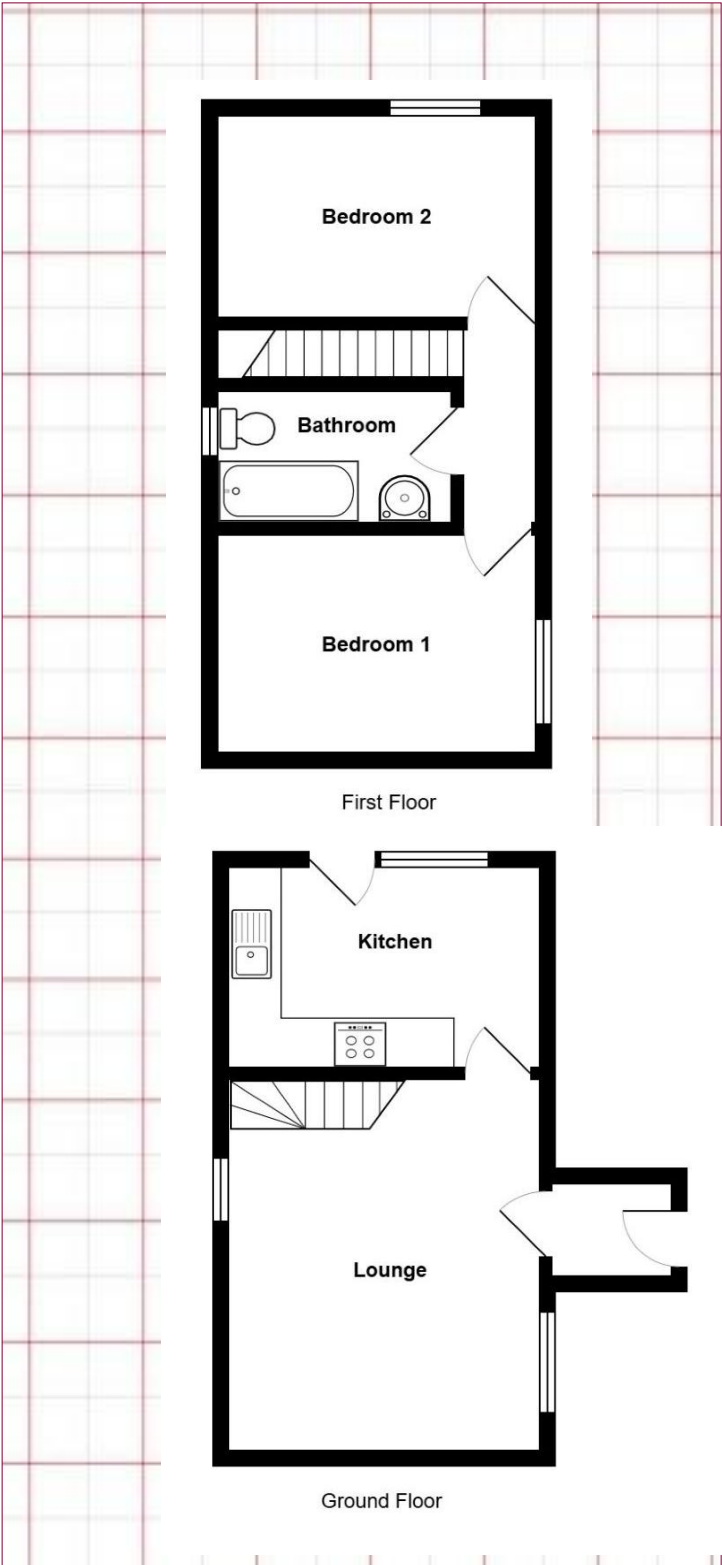 Bedroom 2
Bathroom
Bedroom 1
First Floor
Kitchen
Lounge
Ground Floor